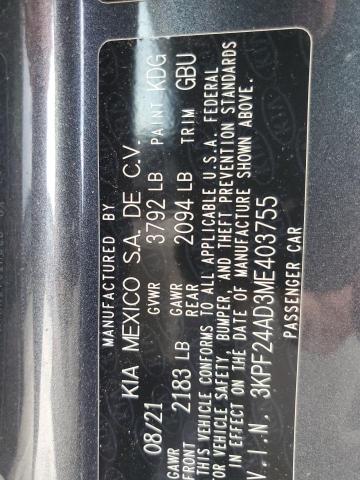 MANUFACTURED BY
KIA MEXICO S.A. DE C.V.
08/21 GVWR 3792 LB PAINT KDG
GAWR FRONT 2183 LB GAWR REAR 2094 LB TRIM GBU
THIS VEHICLE CONFORMS TO ALL APPLICABLE U.S.A. FEDERAL
MOTOR VEHICLE SAFETY, BUMPER, AND THEFT PREVENTION STANDARDS
IN EFFECT ON THE DATE OF MANUFACTURE SHOWN ABOVE.
V.I.N. 3KPF24AD3ME403755
PASSENGER CAR